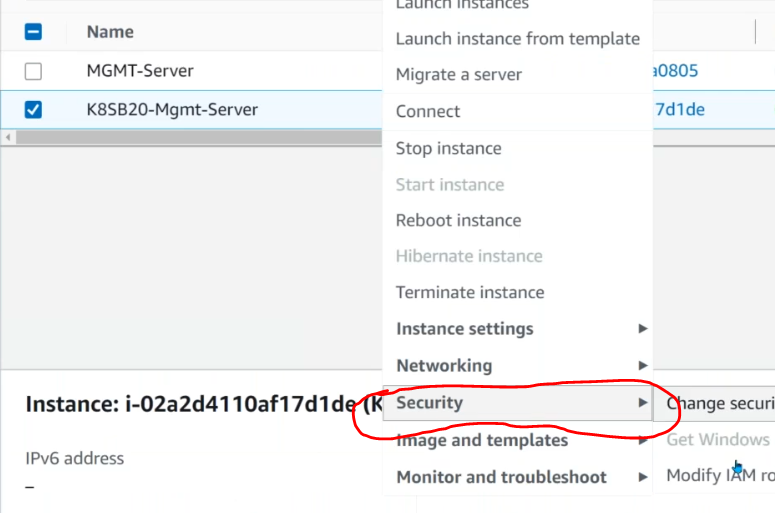 Launch instances
Name
Launch instance from template
MGMT-Server
a0805
Migrate a server
K8SB20-Mgmt-Server
7d1de
Connect
Stop instance
Start instance
Reboot instance
Hibernate instance
Terminate instance
Instance settings
Networking
Security
Change securi
Instance: i-02a2d4110af17d1de (K
Image and templates
Get Windows
IPv6 address
Monitor and troubleshoot
Modify IAM ro
–